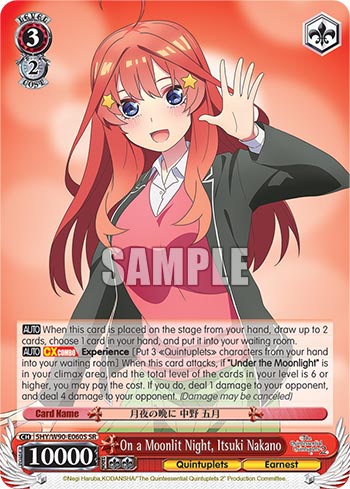 LEVEL
3
2
COST
SAMPLE
AUTO When this card is placed on the stage from your hand, draw up to 2
cards, choose 1 card in your hand, and put it into your waiting room.
AUTO CXCOMBO Experience [Put 3 «Quintuplets» characters from your hand
into your waiting room] When this card attacks, if "Under the Moonlight" is
in your climax area, and the total level of the cards in your level is 6 or
higher, you may pay the cost. If you do, deal 1 damage to your opponent,
and deal 4 damage to your opponent. (Damage may be canceled)
Card Name 月夜の晩に 中野 五月
CH 5HY/W90-E060S SR
On a Moonlit Night, Itsuki Nakano
10000
Quintuplets
Earnest
©Negi Haruba,KODANSHA/"The Quintessential Quintuplets 2" Production Committee.